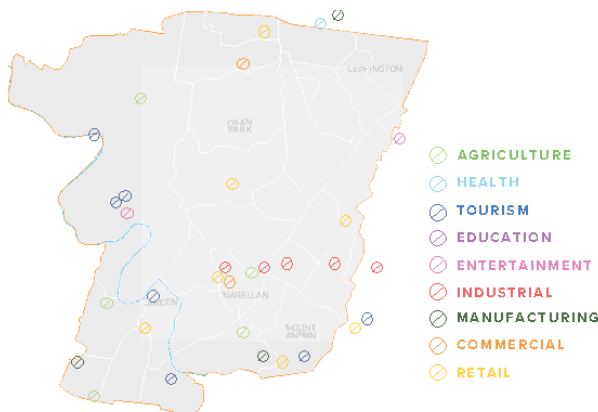 LEPPINGTON
ORAN
PARK
AGRICULTURE
HEALTH
TOURISM
EDUCATION
ENTERTAINMENT
INDUSTRIAL
MANUFACTURING
COMMERCIAL
RETAIL
NARELLAN
MOUNT
ANNAN